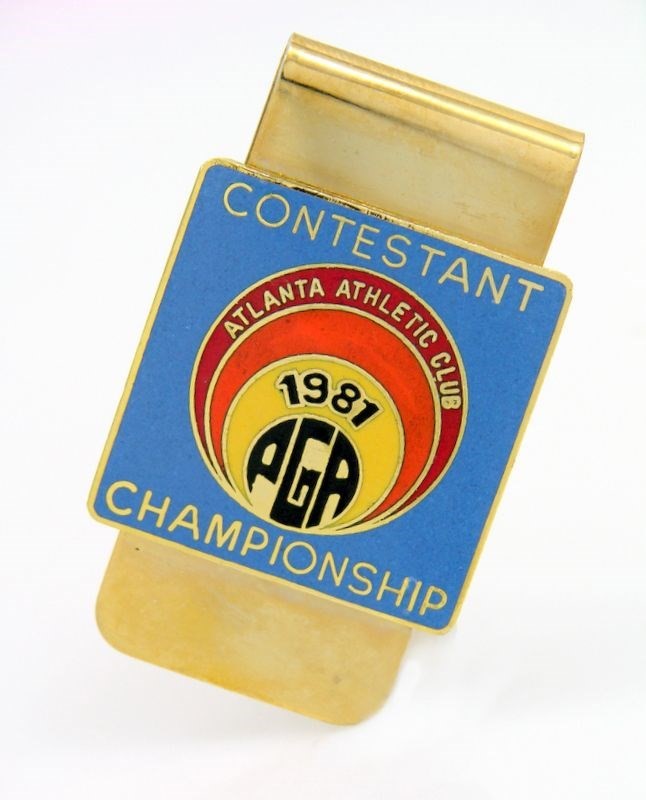 CONTESTANT
ATLANTA ATHLETIC CLUB
1981
PGA
CHAMPIONSHIP